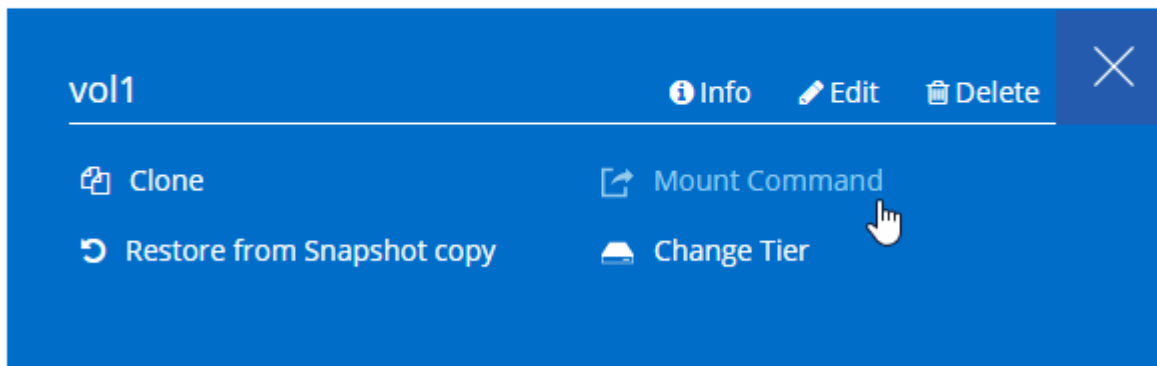 vol1 Info Edit Delete
Clone Mount Command
Restore from Snapshot copy Change Tier